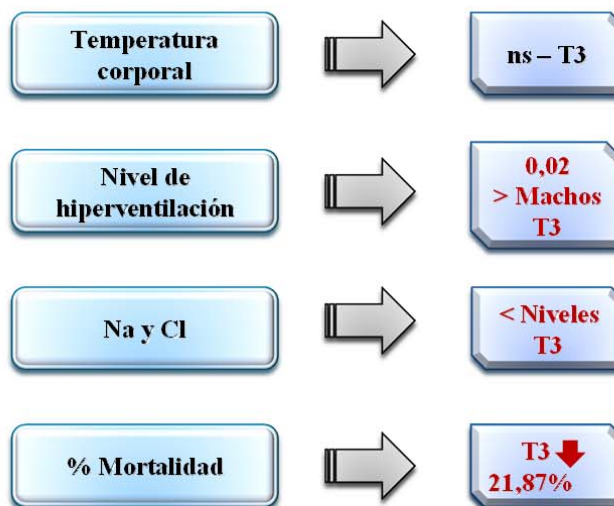 Temperatura
corporal
ns – T3
Nivel de
hiperventilación
0,02
> Machos
T3
Na y Cl
< Niveles
T3
% Mortalidad
T3
21,87%